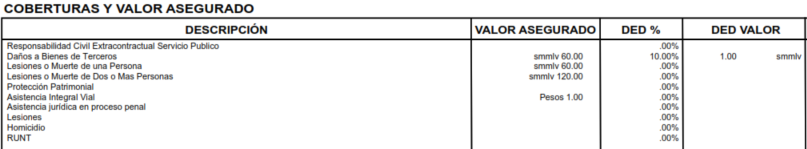 COBERTURAS Y VALOR ASEGURADO
DESCRIPCIÓN VALOR ASEGURADO DED % DED VALOR
Responsabilidad Civil Extracontractual Servicio Publico .00%
Daños a Bienes de Terceros smmlv 60.00 10.00% 1.00 smmlv
Lesiones o Muerte de una Persona smmlv 60.00 .00%
Lesiones o Muerte de Dos o Mas Personas smmlv 120.00 .00%
Protección Patrimonial .00%
Asistencia Integral Vial Pesos 1.00 .00%
Asistencia jurídica en proceso penal .00%
Lesiones .00%
Homicidio .00%
RUNT .00%